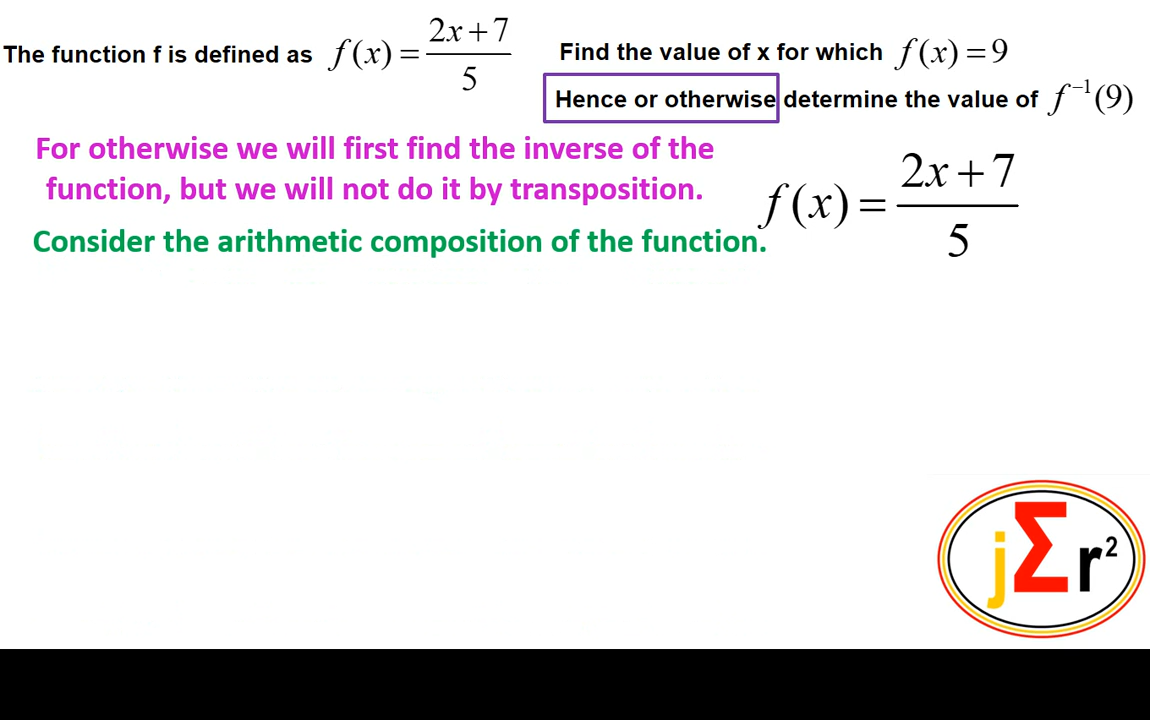 The function f is defined as f(x) = (2x+7)/5
Find the value of x for which f(x) = 9
Hence or otherwise determine the value of f⁻¹(9)
For otherwise we will first find the inverse of the
function, but we will not do it by transposition.
Consider the arithmetic composition of the function.
f(x) = (2x+7)/5
jΣr²